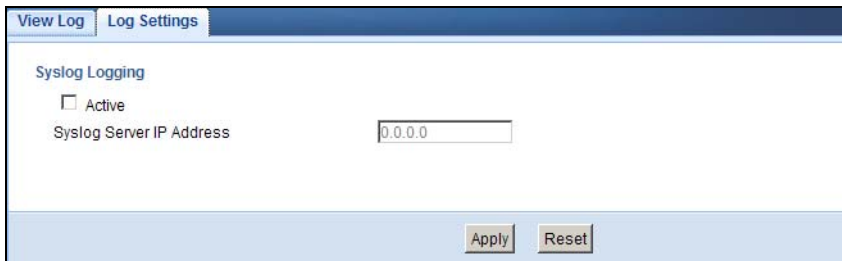 View Log Log Settings
Syslog Logging
Active
Syslog Server IP Address 0.0.0.0
Apply Reset